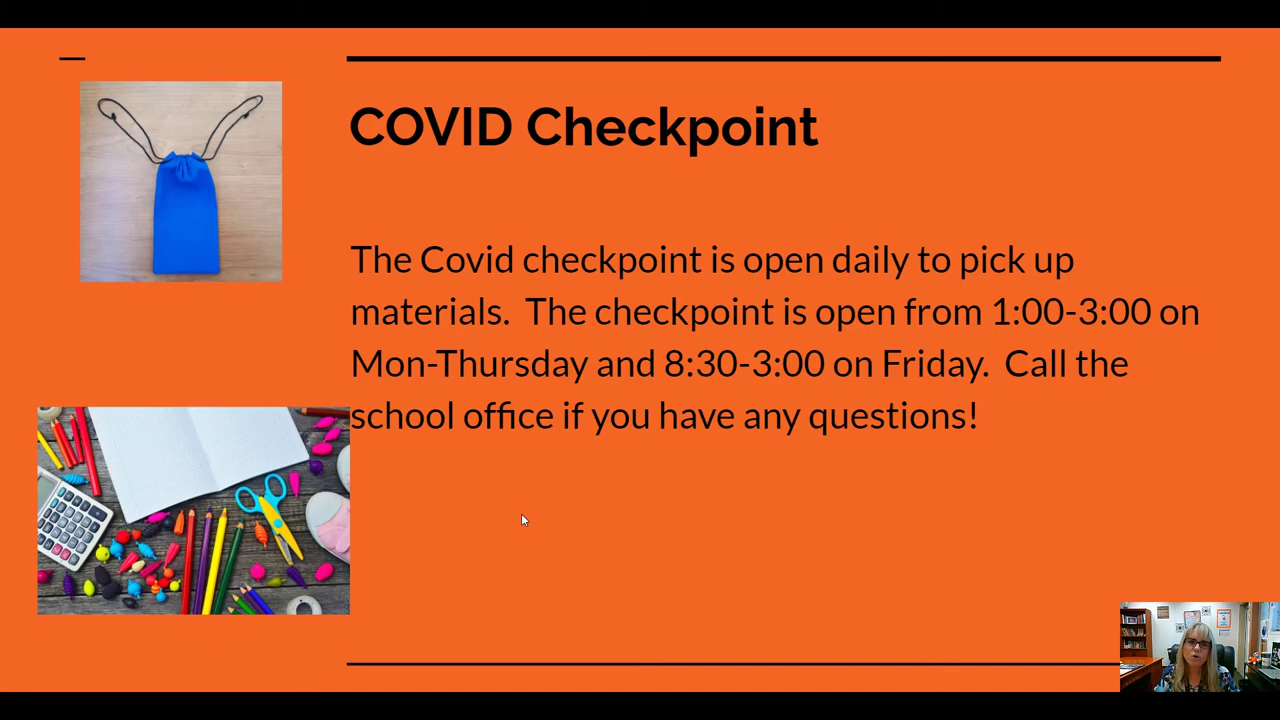 COVID Checkpoint
The Covid checkpoint is open daily to pick up
materials.  The checkpoint is open from 1:00-3:00 on
Mon-Thursday and 8:30-3:00 on Friday.  Call the
school office if you have any questions!